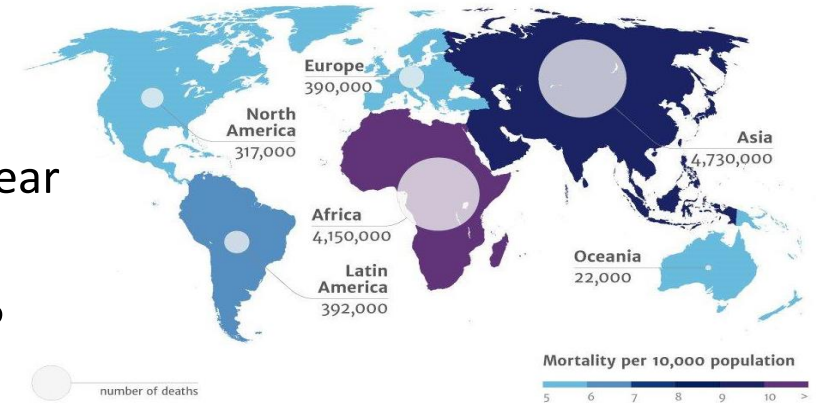 Europe
390,000
North
America
317,000
Asia
4,730,000
ear
Africa
4,150,000
Oceania
22,000
Latin
America
392,000
number of deaths
Mortality per 10,000 population
5 6 7 8 9 10 >